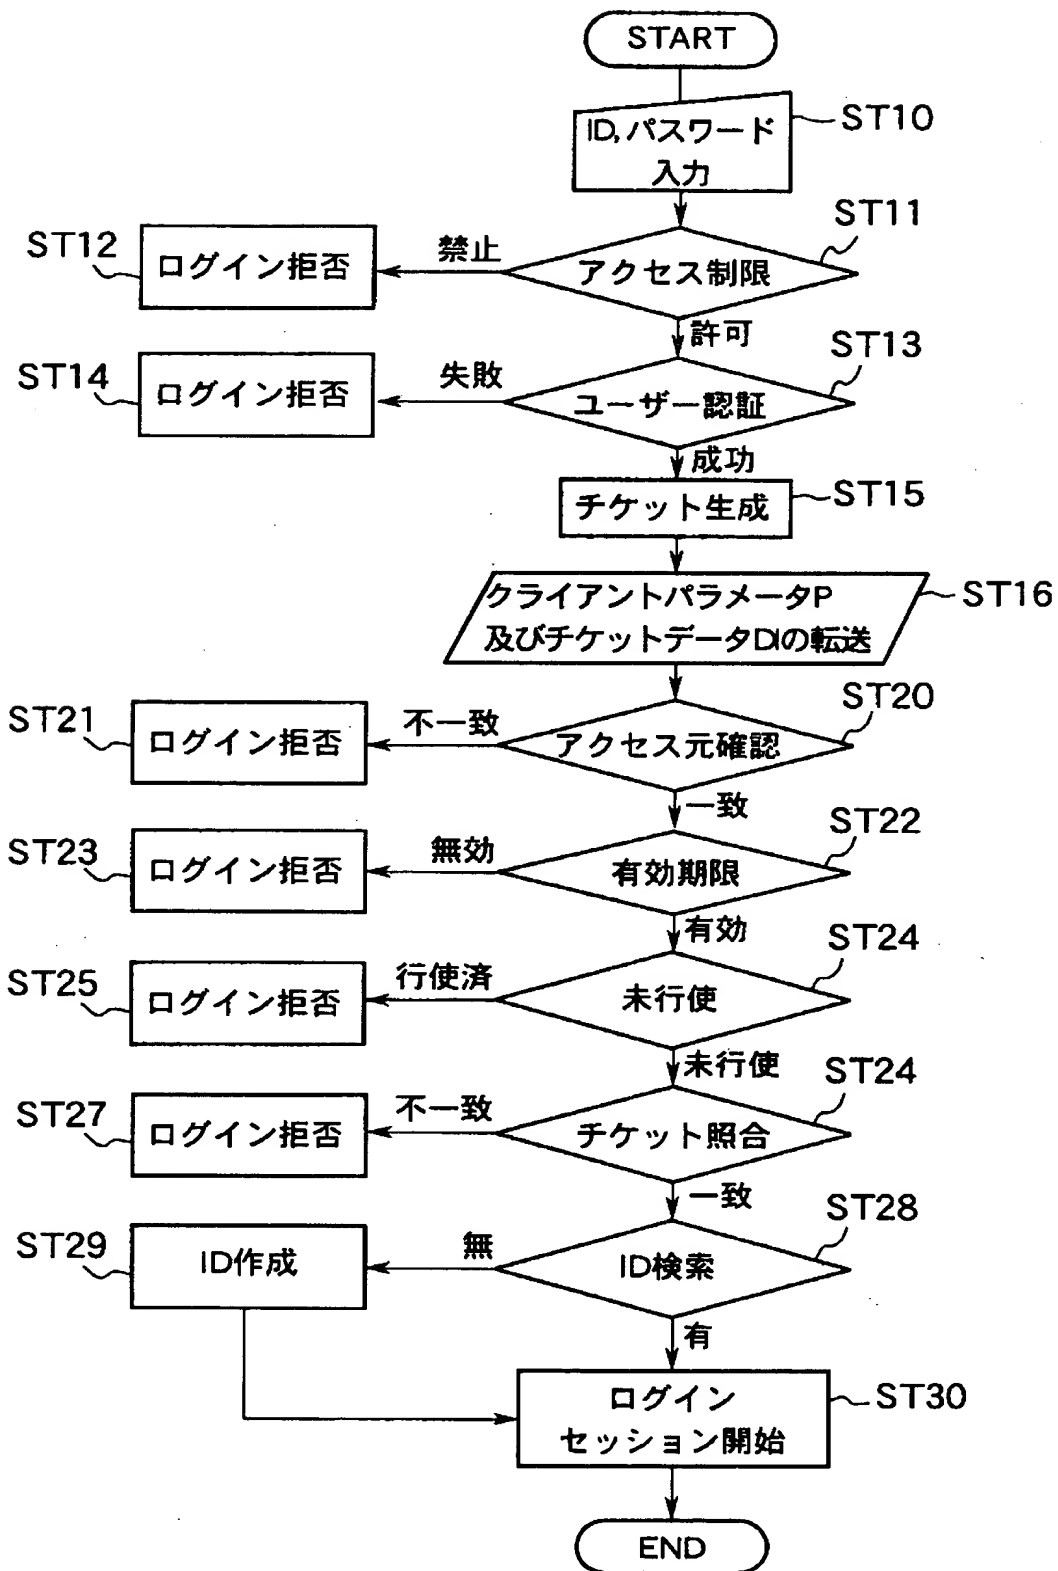 START
ID,パスワード
入力
ST10
ST11
ST12
ログイン拒否
禁止
アクセス制限
許可
ST13
ST14
ログイン拒否
失敗
ユーザー認証
成功
チケット生成
ST15
クライアントパラメータP
及びチケットデータDIの転送
ST16
ST20
ST21
ログイン拒否
不一致
アクセス元確認
一致
ST22
ST23
ログイン拒否
無効
有効期限
有効
ST24
ST25
ログイン拒否
行使済
未行使
未行使
ST24
ST27
ログイン拒否
不一致
チケット照合
一致
ST28
ST29
ID作成
無
ID検索
有
ログイン
セッション開始
ST30
END